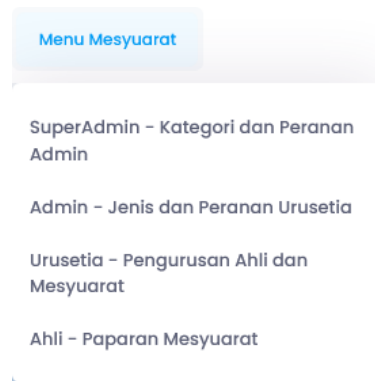 Menu Mesyuarat
SuperAdmin - Kategori dan Peranan
Admin
Admin - Jenis dan Peranan Urusetia
Urusetia - Pengurusan Ahli dan
Mesyuarat
Ahli - Paparan Mesyuarat